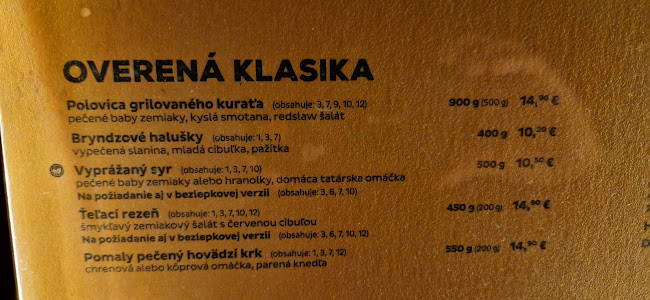 OVERENÁ KLASIKA
Polovica grilovaného kuraťa (obsahuje: 3, 7, 9, 10, 12) 900 g (500 g) 14,90 €
pečené baby zemiaky, kyslá smotana, redslaw šalát
Bryndzové halušky (obsahuje: 1, 3, 7) 400 g 10,20 €
vypečená slanina, mladá cibuľka, pažítka
Vyprážaný syr (obsahuje: 1, 3, 7, 10) 500 g 10,50 €
pečené baby zemiaky alebo hranolky, domáca tatárska omáčka
Na požiadanie aj v bezlepkovej verzii (obsahuje: 3, 6, 7, 10)
Teľací rezeň (obsahuje: 1, 3, 7, 10, 12) 450 g (200 g) 14,90 €
šmykľavý zemiakový šalát s červenou cibuľou
Na požiadanie aj v bezlepkovej verzii (obsahuje: 3, 6, 7, 10, 12)
Pomaly pečený hovädzí krk (obsahuje: 1, 3, 7, 12) 550 g (200 g) 14,90 €
chrenová alebo kôprová omáčka, parená knedľa